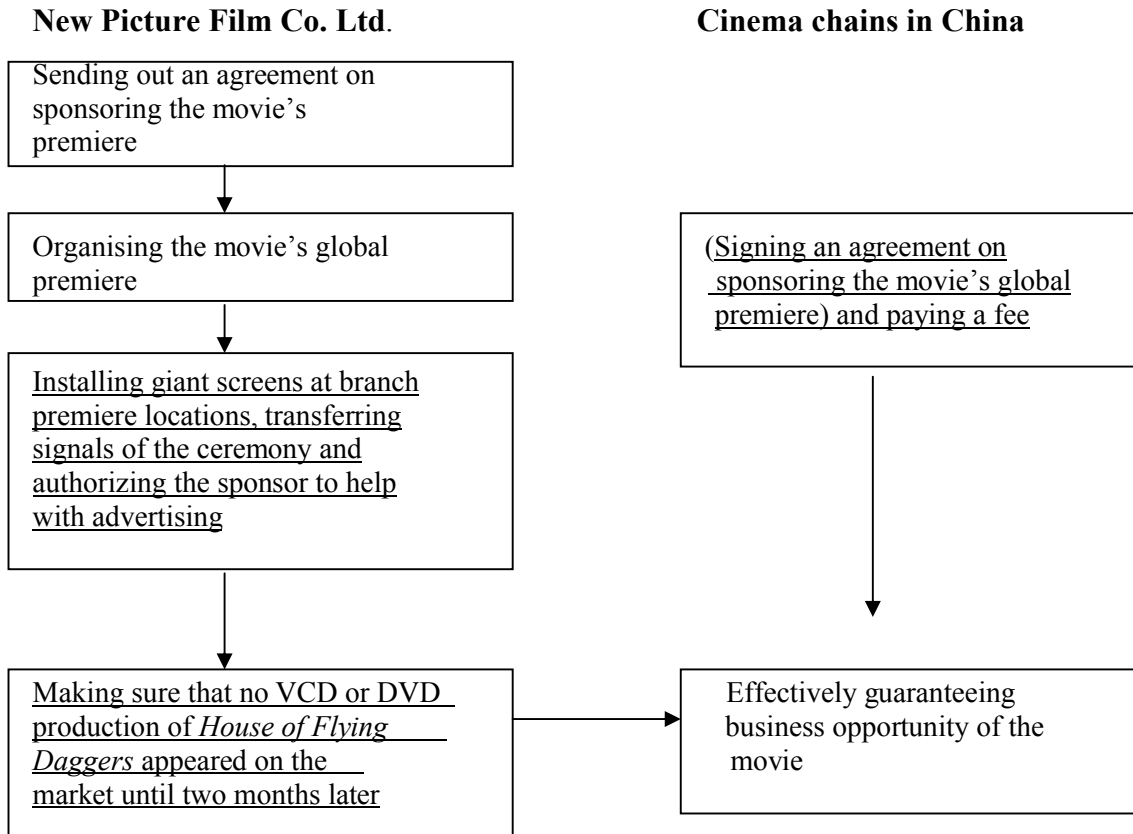 New Picture Film Co. Ltd.
Cinema chains in China
Sending out an agreement on
sponsoring the movie’s
premiere
Organising the movie’s global
premiere
(Signing an agreement on
sponsoring the movie’s global
premiere) and paying a fee
Installing giant screens at branch
premiere locations, transferring
signals of the ceremony and
authorizing the sponsor to help
with advertising
Making sure that no VCD or DVD
production of House of Flying
Daggers appeared on the
market until two months later
Effectively guaranteeing
business opportunity of the
movie